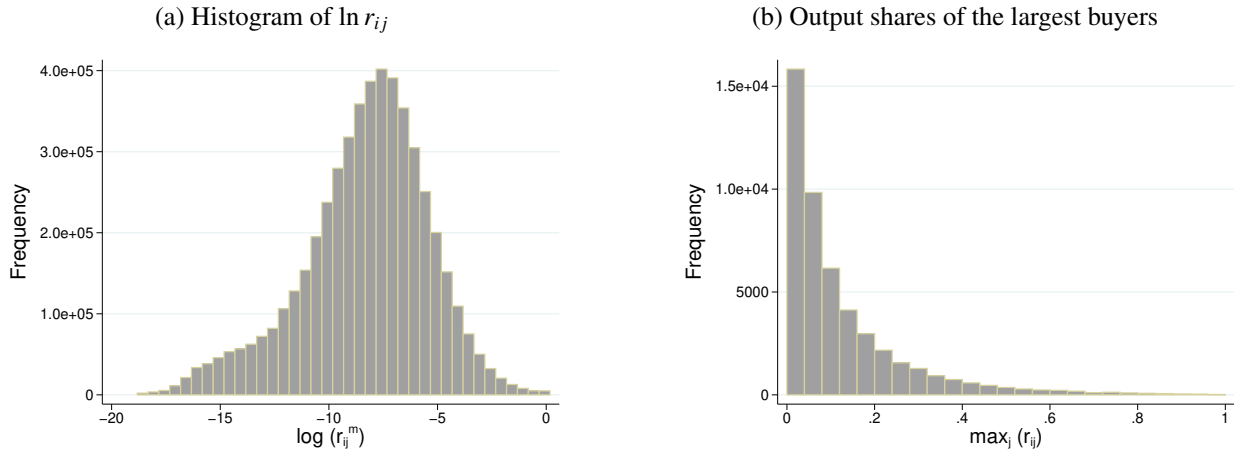 (a) Histogram of ln r_ij
4.0e+05
3.0e+05
2.0e+05
1.0e+05
0
Frequency
−20 −15 −10 −5 0
log (r_ij^m)
(b) Output shares of the largest buyers
1.5e+04
1.0e+04
5000
0
Frequency
0 .2 .4 .6 .8 1
max_j (r_ij)